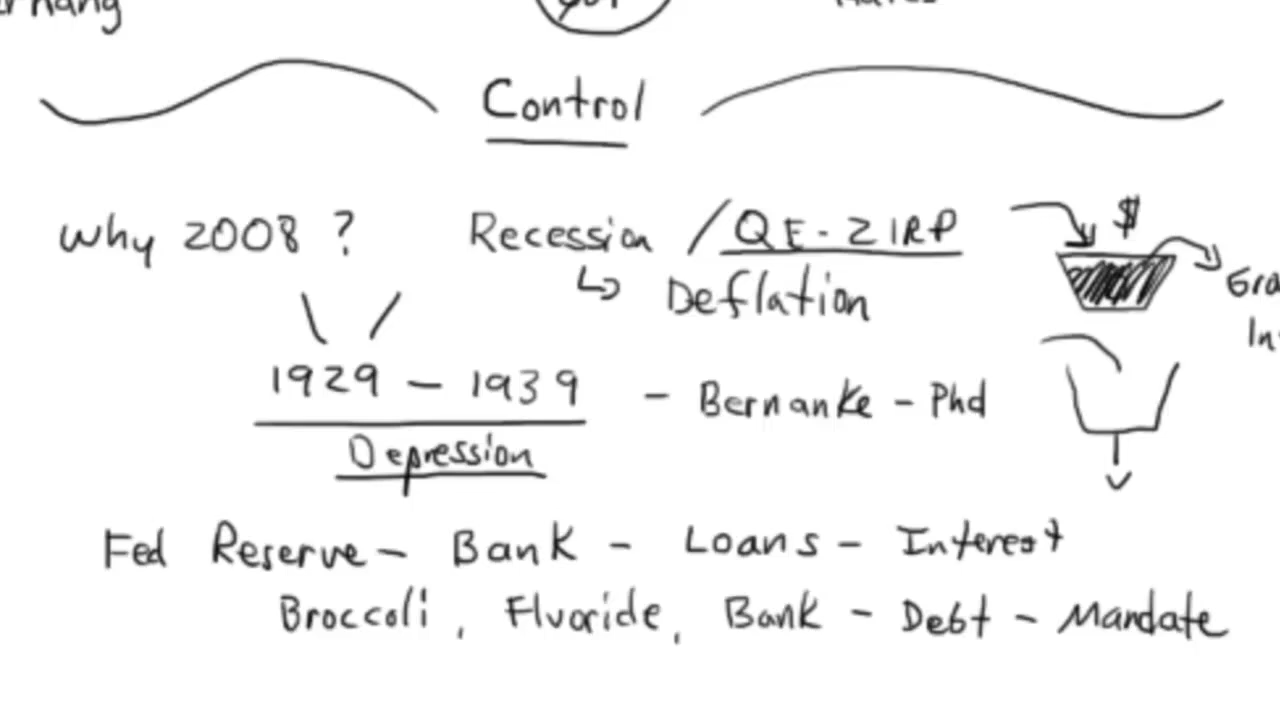 Control
Why 2008 ? Recession / QE - ZIRP $
↳ Deflation
1929 - 1939 - Bernanke - Phd
Depression
Fed Reserve - Bank - Loans - Interest
Broccoli, Fluoride, Bank - Debt - Mandate